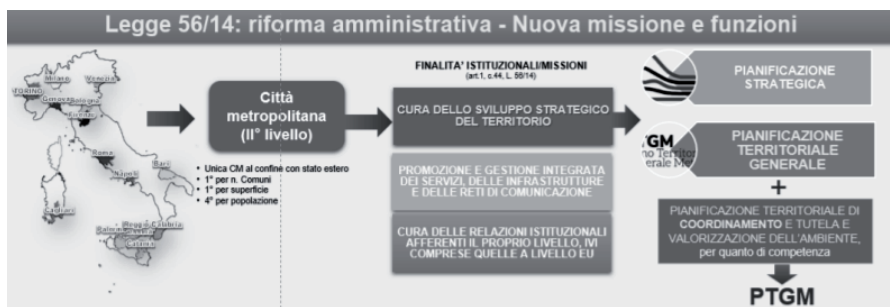 Legge 56/14: riforma amministrativa - Nuova missione e funzioni
TORINO
Milano
Venezia
Genova
Bologna
Firenze
Roma
Napoli
Bari
Cagliari
Reggio Calabria
Catania
Città
metropolitana
(II° livello)
• Unica CM al confine con stato estero
• 1° per n. Comuni
• 1° per superficie
• 4° per popolazione
FINALITA' ISTITUZIONALI/MISSIONI
(art.1, c.44, L. 56/14)
CURA DELLO SVILUPPO STRATEGICO
DEL TERRITORIO
PROMOZIONE E GESTIONE INTEGRATA
DEI SERVIZI, DELLE INFRASTRUTTURE
E DELLE RETI DI COMUNICAZIONE
CURA DELLE RELAZIONI ISTITUZIONALI
AFFERENTI IL PROPRIO LIVELLO, IVI
COMPRESE QUELLE A LIVELLO EU
PIANIFICAZIONE
STRATEGICA
TGM
no Territor
erale Me
PIANIFICAZIONE
TERRITORIALE
GENERALE
+
PIANIFICAZIONE TERRITORIALE DI
COORDINAMENTO E TUTELA E
VALORIZZAZIONE DELL'AMBIENTE,
per quanto di competenza
PTGM